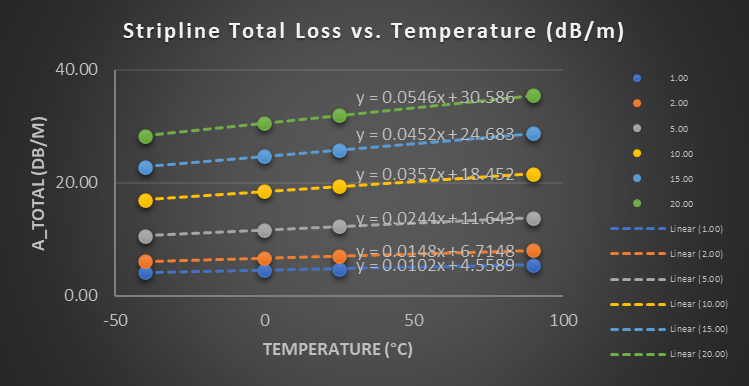 Stripline Total Loss vs. Temperature (dB/m)
A_TOTAL (DB/M)
40.00
20.00
0.00
-50
0
50
100
TEMPERATURE (°C)
y = 0.0546x + 30.586
y = 0.0452x + 24.683
y = 0.0357x + 18.452
y = 0.0244x + 11.643
y = 0.0148x + 6.7148
y = 0.0102x + 4.5589
1.00
2.00
5.00
10.00
15.00
20.00
Linear (1.00)
Linear (2.00)
Linear (5.00)
Linear (10.00)
Linear (15.00)
Linear (20.00)